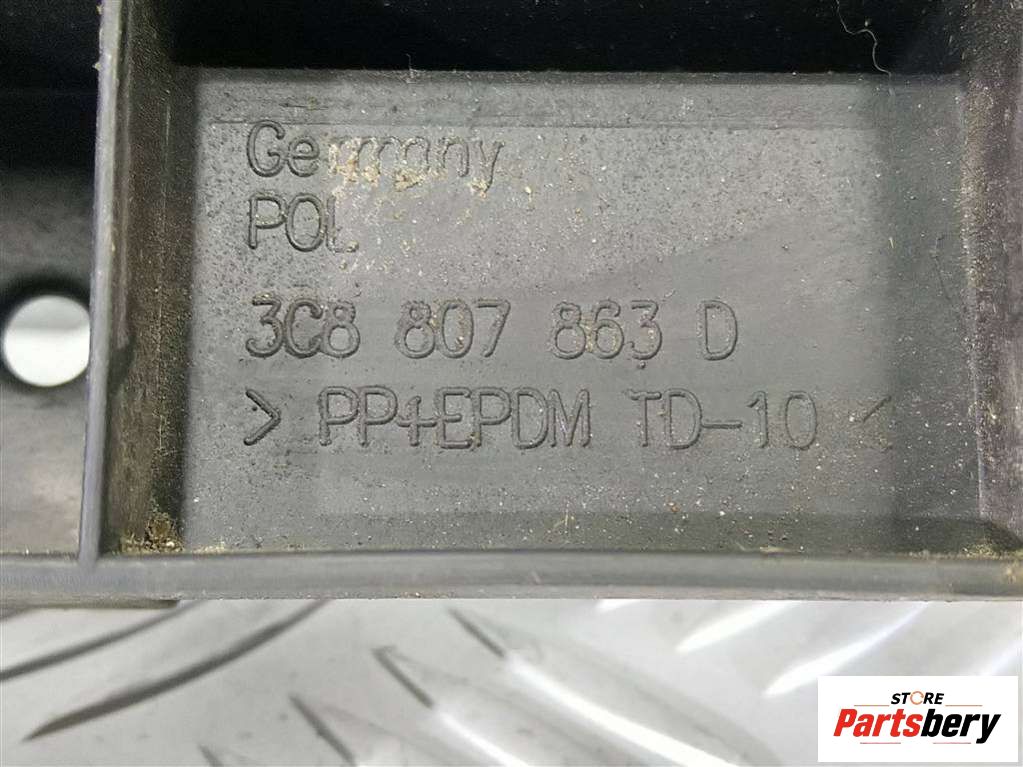 Germany
POL
3C8 807 863 D
> PP+EPDM TD-10 <
STORE
Partsbery